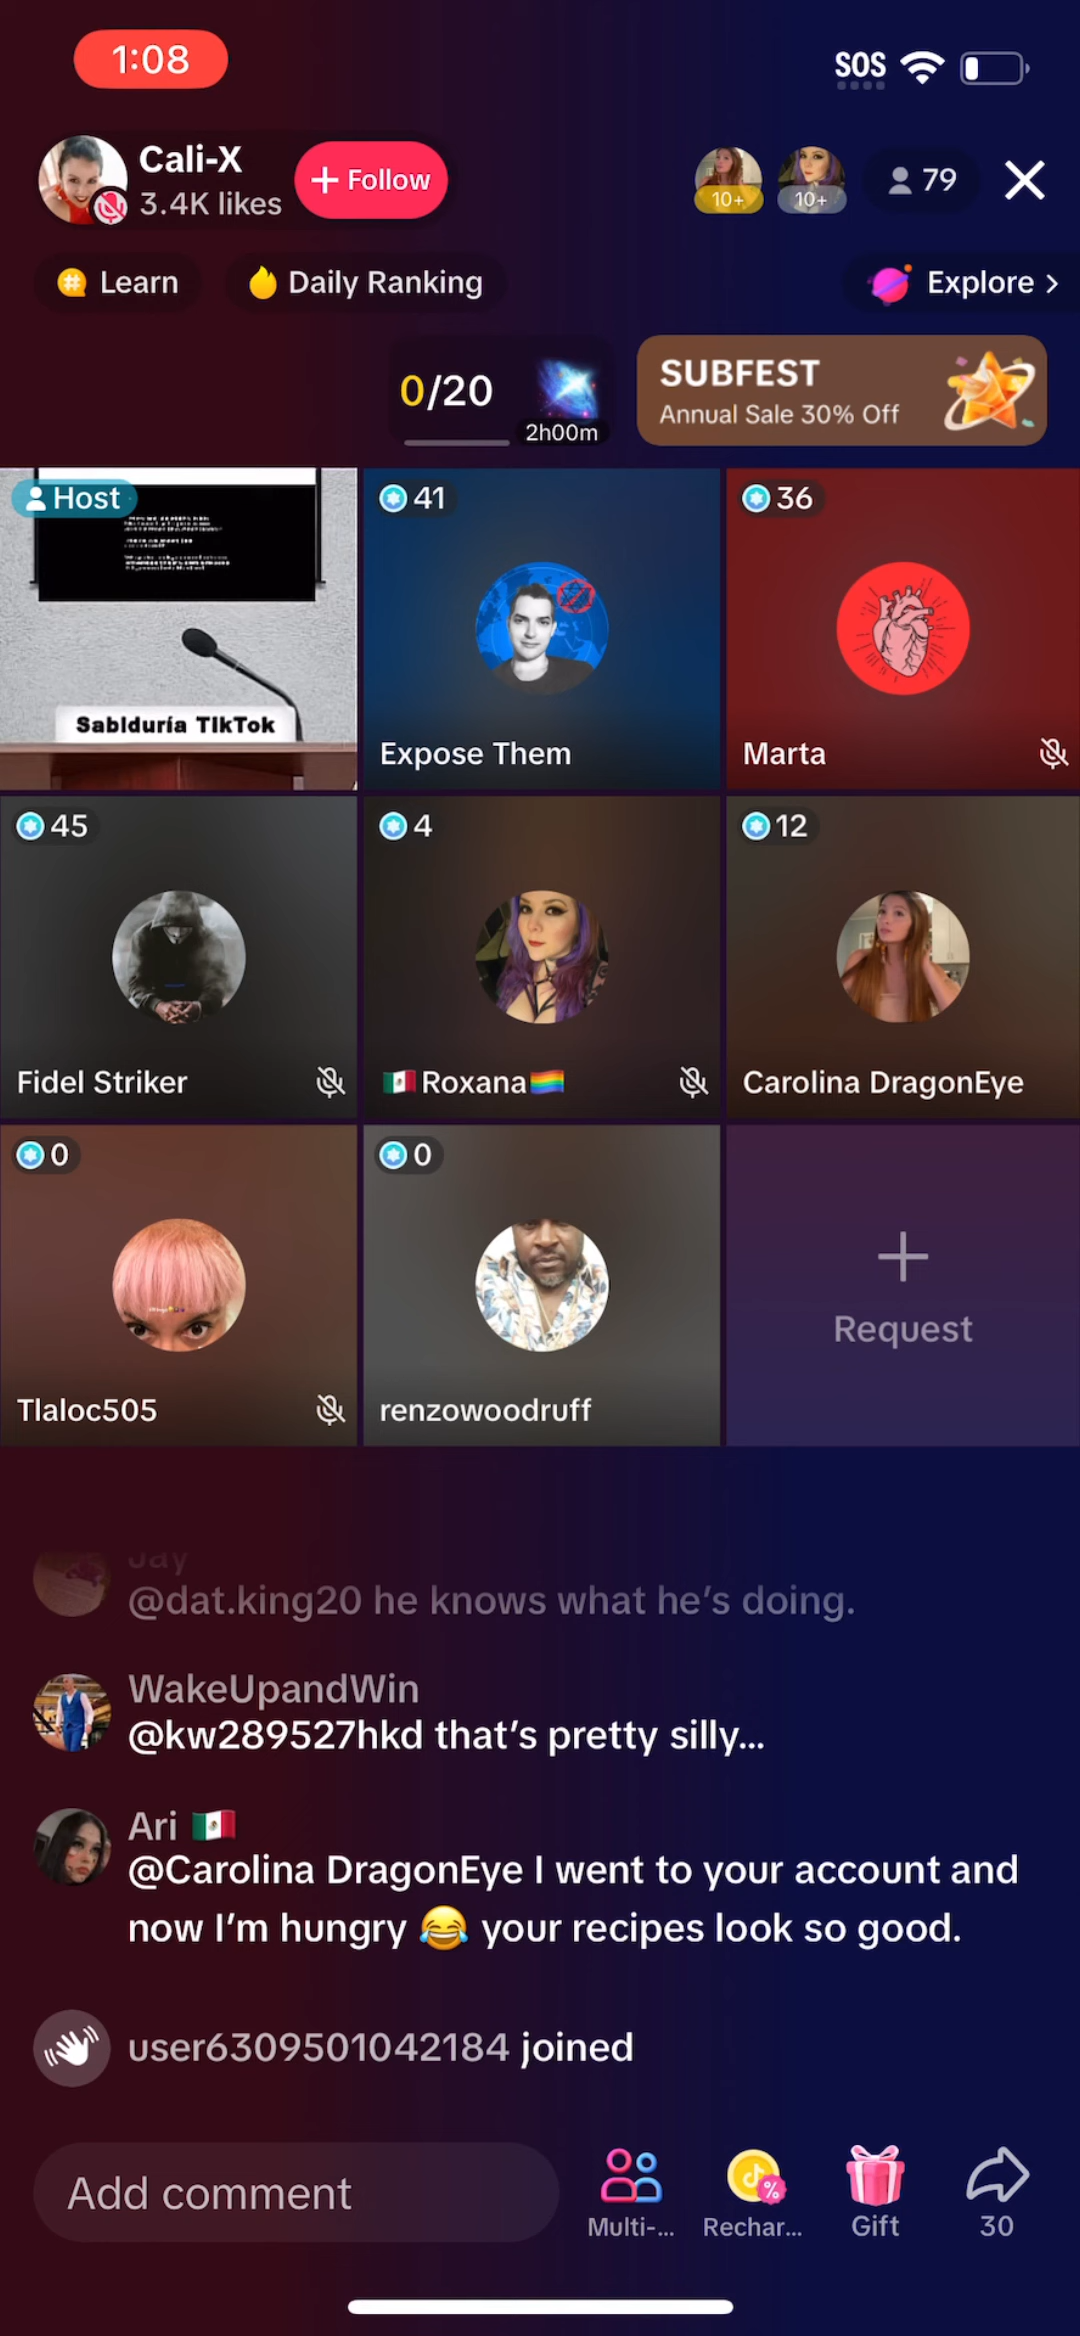 1:08
SOS
Cali-X
3.4K likes
+ Follow
10+
10+
79
Learn
Daily Ranking
Explore >
0/20
2h00m
SUBFEST
Annual Sale 30% Off
Host
Sabiduría TikTok
41
Expose Them
36
Marta
45
Fidel Striker
4
🇲🇽Roxana🏳️‍🌈
12
Carolina DragonEye
0
Tlaloc505
0
renzowoodruff
Request
Jay
@dat.king20 he knows what he’s doing.
WakeUpandWin
@kw289527hkd that’s pretty silly...
Ari 🇲🇽
@Carolina DragonEye I went to your account and
now I’m hungry 😂 your recipes look so good.
user6309501042184 joined
Add comment
Multi-...
Rechar...
Gift
30